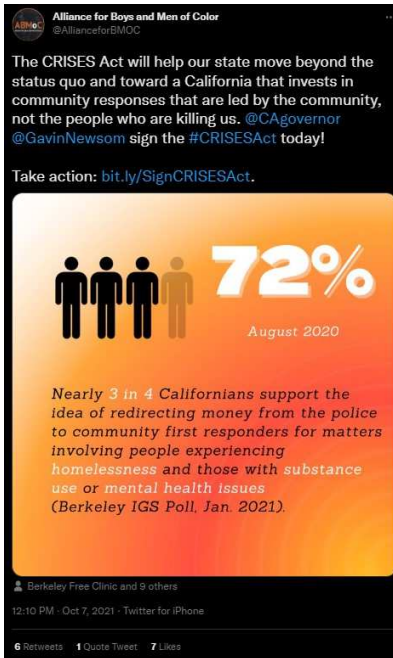 ABMoC
Alliance for Boys and Men of Color
@AllianceforBMOC
The CRISES Act will help our state move beyond the
status quo and toward a California that invests in
community responses that are led by the community,
not the people who are killing us. @CAgovernor
@GavinNewsom sign the #CRISESAct today!
Take action: bit.ly/SignCRISESAct.
72%
August 2020
Nearly 3 in 4 Californians support the
idea of redirecting money from the police
to community first responders for matters
involving people experiencing
homelessness and those with substance
use or mental health issues
(Berkeley IGS Poll, Jan. 2021).
Berkeley Free Clinic and 9 others
12:10 PM · Oct 7, 2021 · Twitter for iPhone
6 Retweets 1 Quote Tweet 7 Likes